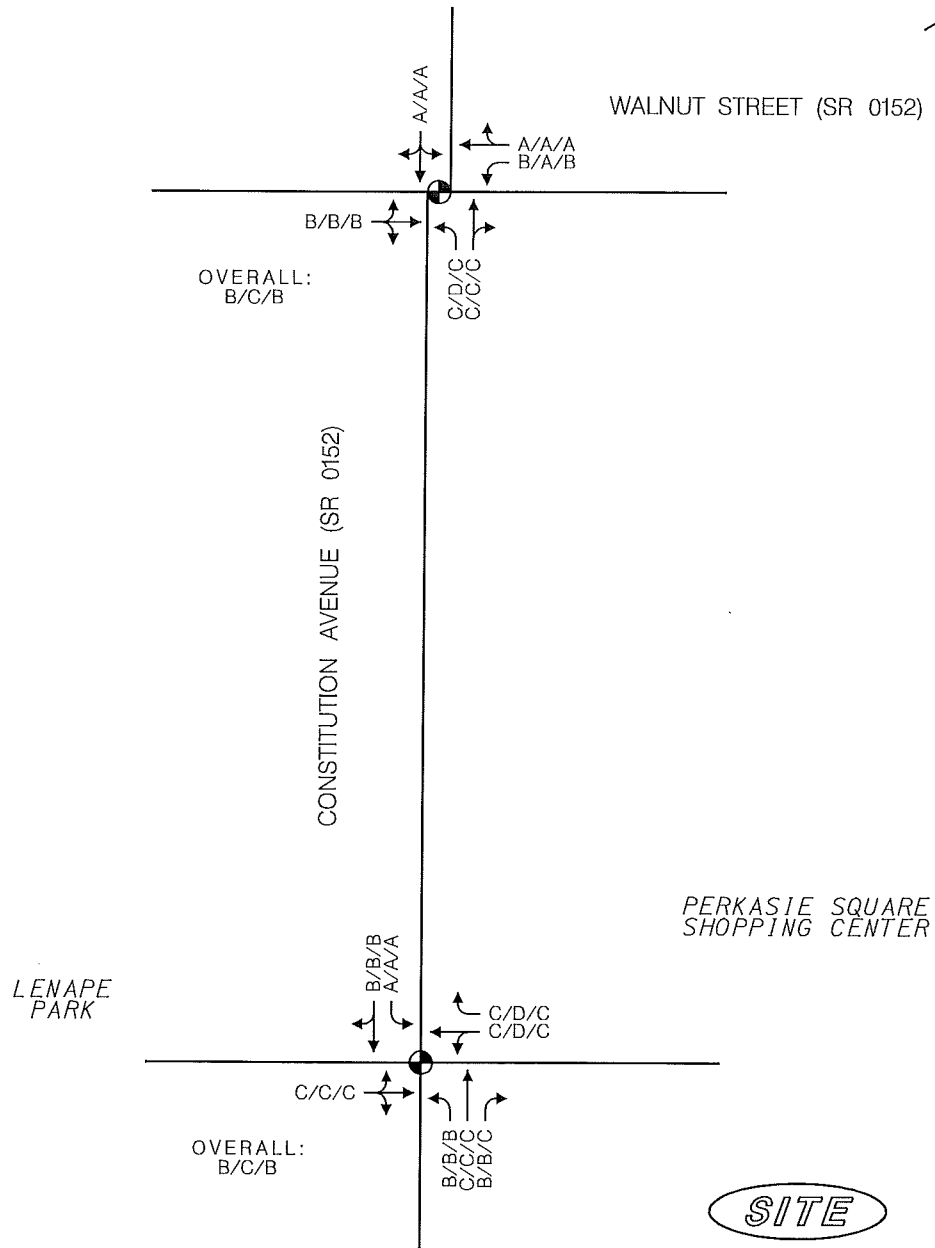 A/A/A
WALNUT STREET (SR 0152)
A/A/A
B/A/B
B/B/B
C/D/C
C/C/C
OVERALL:
B/C/B
CONSTITUTION AVENUE (SR 0152)
PERKASIE SQUARE
SHOPPING CENTER
LENAPE
PARK
B/B/B
A/A/A
C/D/C
C/D/C
C/C/C
B/B/B
C/C/C
B/B/C
OVERALL:
B/C/B
SITE